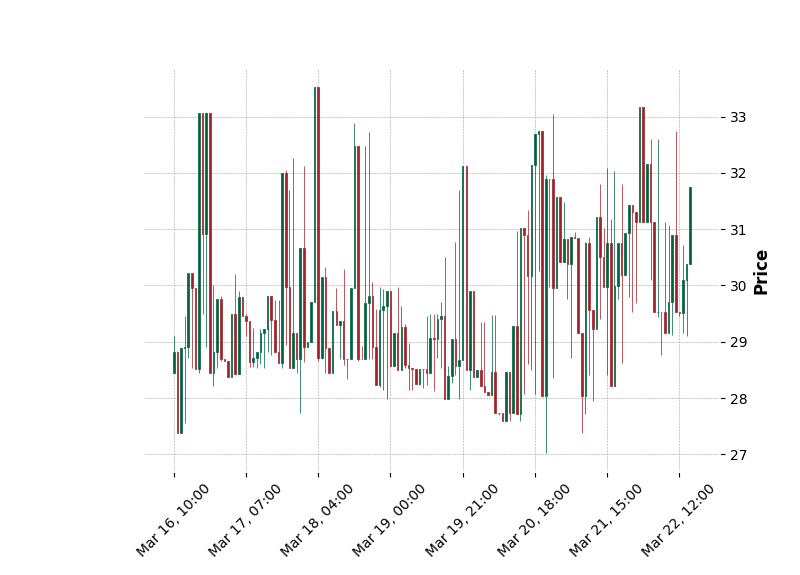 33
32
31
30
29
28
27
Price
Mar 16, 10:00
Mar 17, 07:00
Mar 18, 04:00
Mar 19, 00:00
Mar 19, 21:00
Mar 20, 18:00
Mar 21, 15:00
Mar 22, 12:00